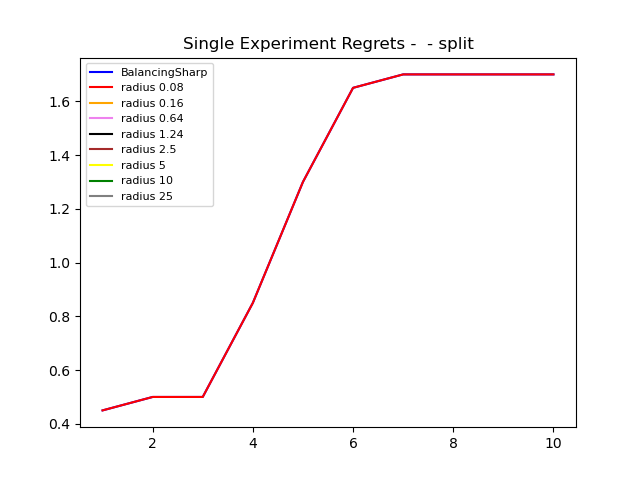 Single Experiment Regrets -  - split
BalancingSharp
radius 0.08
radius 0.16
radius 0.64
radius 1.24
radius 2.5
radius 5
radius 10
radius 25
1.6
1.4
1.2
1.0
0.8
0.6
0.4
2 4 6 8 10